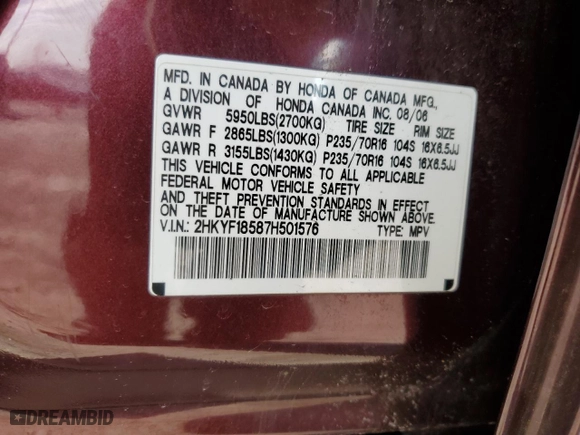 MFD. IN CANADA BY HONDA OF CANADA MFG.,
A DIVISION OF HONDA CANADA INC. 08/06
GVWR 5950LBS(2700KG) TIRE SIZE RIM SIZE
GAWR F 2865LBS(1300KG) P235/70R16 104S 16X6.5JJ
GAWR R 3155LBS(1430KG) P235/70R16 104S 16X6.5JJ
THIS VEHICLE CONFORMS TO ALL APPLICABLE
FEDERAL MOTOR VEHICLE SAFETY
AND THEFT PREVENTION STANDARDS IN EFFECT
ON THE DATE OF MANUFACTURE SHOWN ABOVE.
V.I.N.: 2HKYF18587H501576 TYPE: MPV
DREAMBID